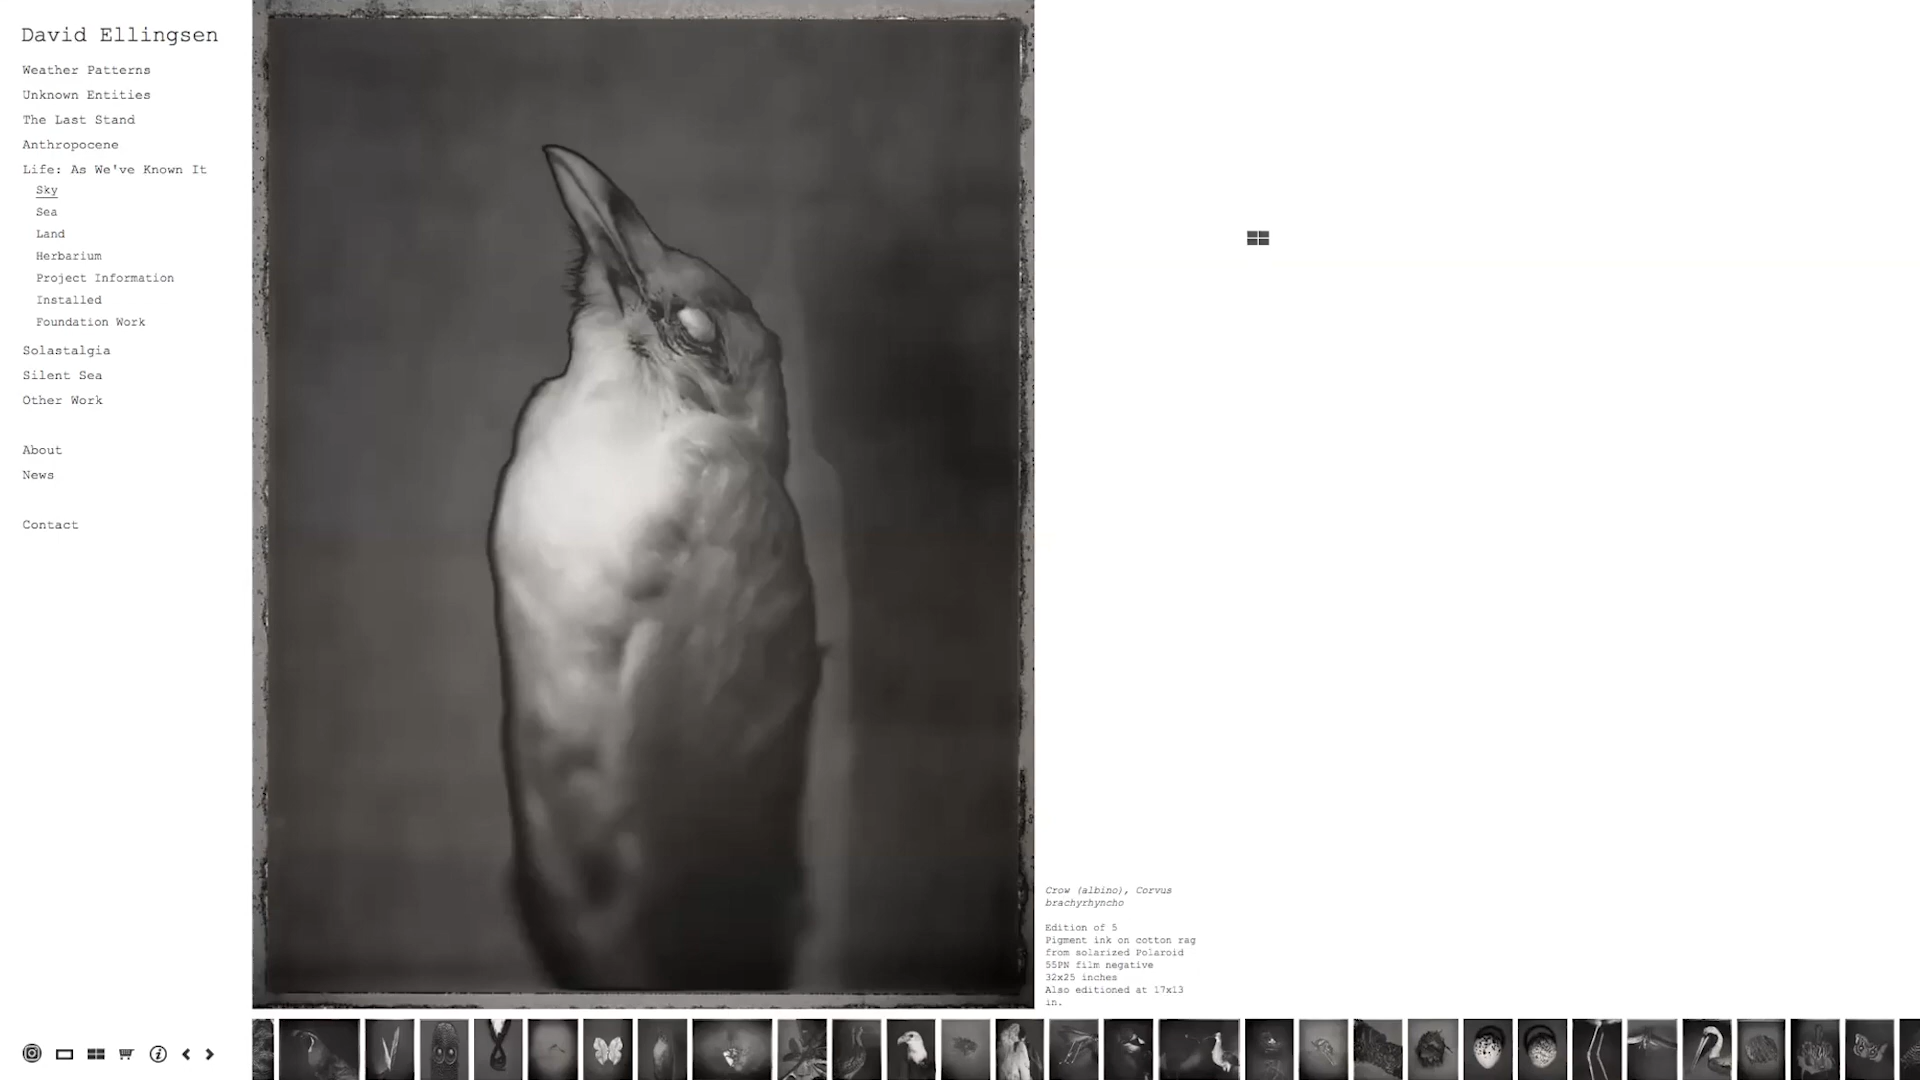 David Ellingsen
Weather Patterns
Unknown Entities
The Last Stand
Anthropocene
Life: As We've Known It
Sky
Sea
Land
Herbarium
Project Information
Installed
Foundation Work
Solastalgia
Silent Sea
Other Work
About
News
Contact
Crow (albino), Corvus
brachyrhyncho
Edition of 5
Pigment ink on cotton rag
from solarized Polaroid
55PN film negative
32x25 inches
Also editioned at 17x13
in.